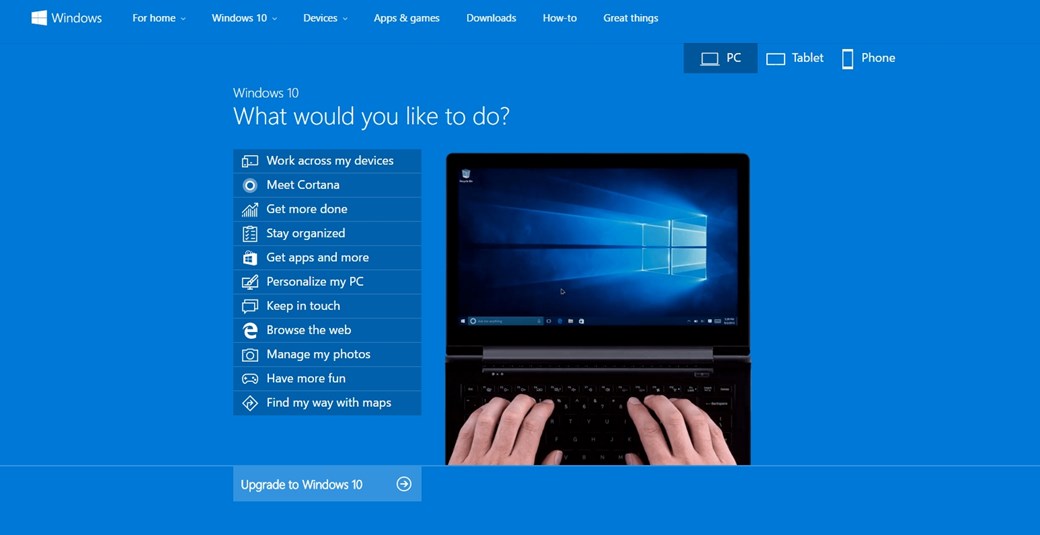 Windows
For home
Windows 10
Devices
Apps & games
Downloads
How-to
Great things
PC
Tablet
Phone
Windows 10
What would you like to do?
Work across my devices
Meet Cortana
Get more done
Stay organized
Get apps and more
Personalize my PC
Keep in touch
Browse the web
Manage my photos
Have more fun
Find my way with maps
Upgrade to Windows 10